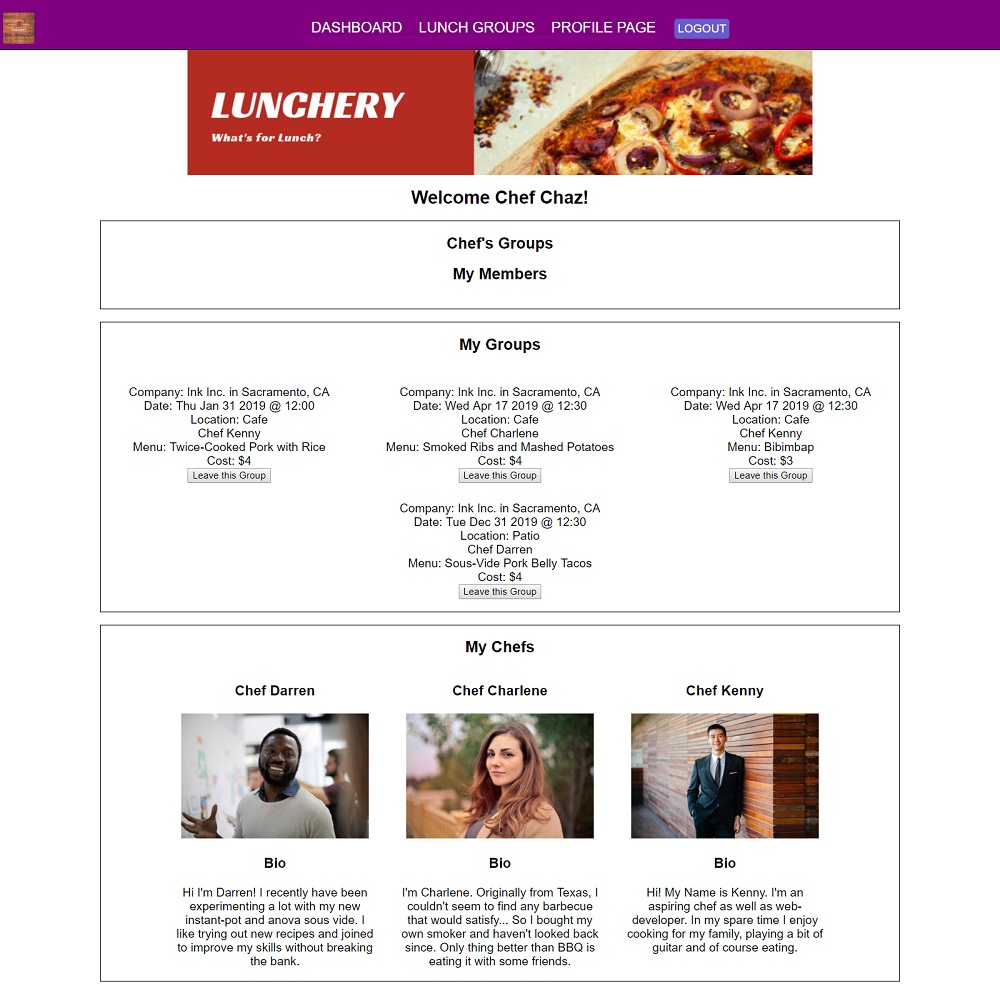 DASHBOARD LUNCH GROUPS PROFILE PAGE LOGOUT
LUNCHERY
What's for Lunch?
Welcome Chef Chaz!
Chef's Groups
My Members
My Groups
Company: Ink Inc. in Sacramento, CA
Date: Thu Jan 31 2019 @ 12:00
Location: Cafe
Chef Kenny
Menu: Twice-Cooked Pork with Rice
Cost: $4
Leave this Group
Company: Ink Inc. in Sacramento, CA
Date: Wed Apr 17 2019 @ 12:30
Location: Cafe
Chef Charlene
Menu: Smoked Ribs and Mashed Potatoes
Cost: $4
Leave this Group
Company: Ink Inc. in Sacramento, CA
Date: Wed Apr 17 2019 @ 12:30
Location: Cafe
Chef Kenny
Menu: Bibimbap
Cost: $3
Leave this Group
Company: Ink Inc. in Sacramento, CA
Date: Tue Dec 31 2019 @ 12:30
Location: Patio
Chef Darren
Menu: Sous-Vide Pork Belly Tacos
Cost: $4
Leave this Group
My Chefs
Chef Darren
Bio
Hi I'm Darren! I recently have been
experimenting a lot with my new
instant-pot and anova sous vide. I
like trying out new recipes and joined
to improve my skills without breaking
the bank.
Chef Charlene
Bio
I'm Charlene. Originally from Texas, I
couldn't seem to find any barbecue
that would satisfy... So I bought my
own smoker and haven't looked back
since. Only thing better than BBQ is
eating it with some friends.
Chef Kenny
Bio
Hi! My Name is Kenny. I'm an
aspiring chef as well as web-
developer. In my spare time I enjoy
cooking for my family, playing a bit of
guitar and of course eating.